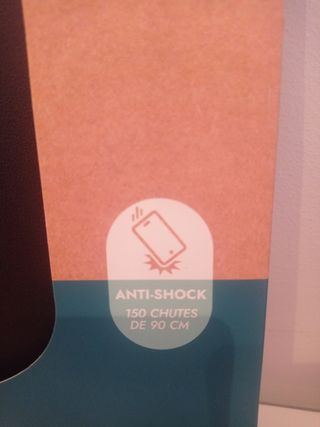 ANTI-SHOCK
150 CHUTES
DE 90 CM